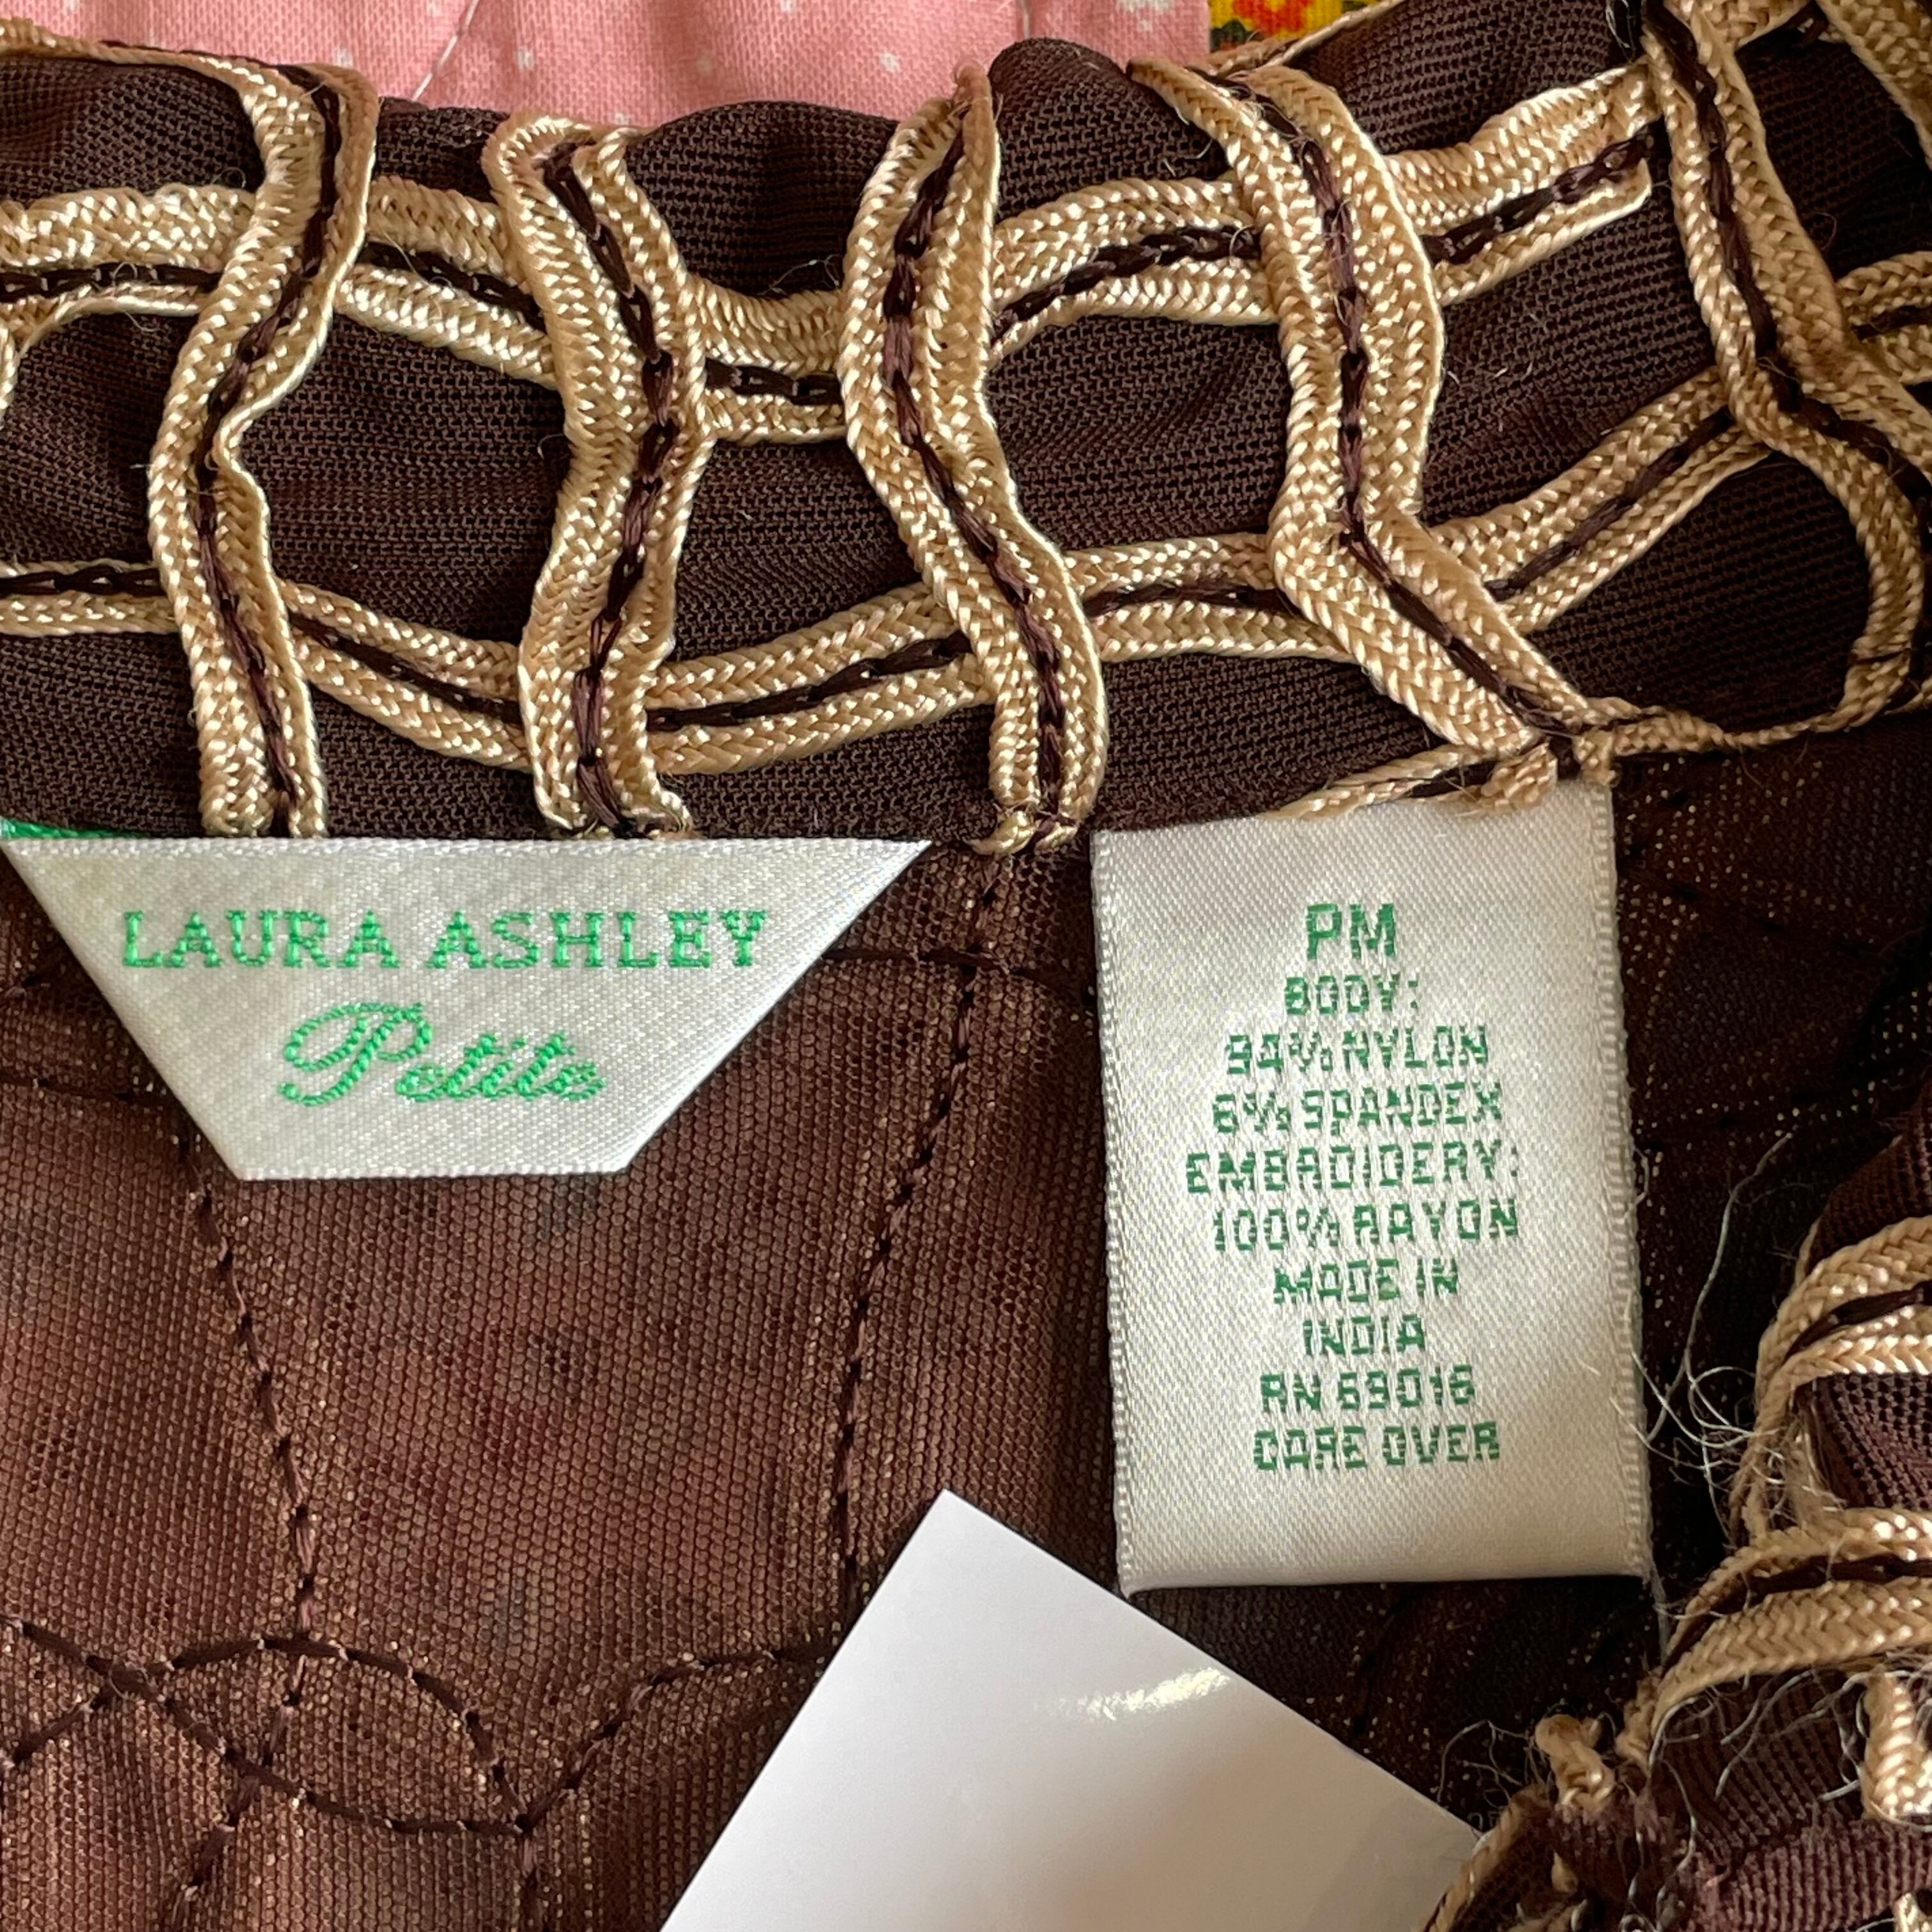 LAURA ASHLEY
Petite
PM
BODY:
94% NYLON
6% SPANDEX
EMBROIDERY:
100% RAYON
MADE IN
INDIA
RN 69016
CARE OVER